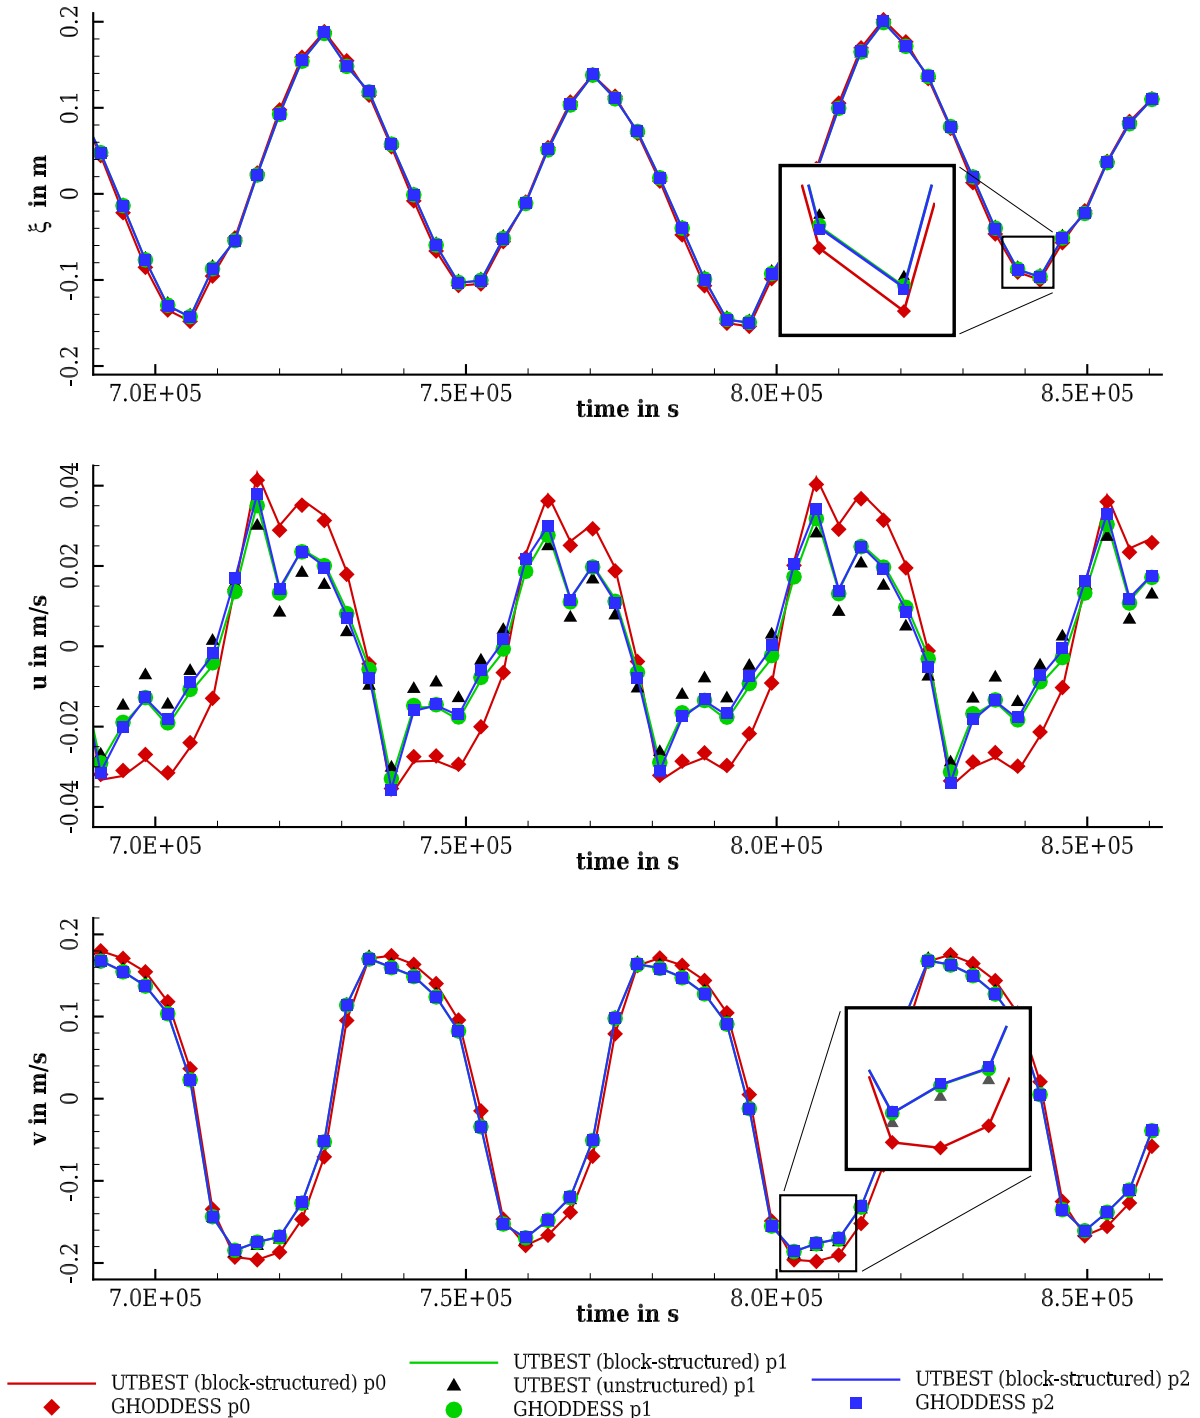 0.2
0.1
0
-0.1
-0.2
ξ in m
7.0E+05
7.5E+05
8.0E+05
8.5E+05
time in s
0.04
0.02
0
-0.02
-0.04
u in m/s
7.0E+05
7.5E+05
8.0E+05
8.5E+05
time in s
0.2
0.1
0
-0.1
-0.2
v in m/s
7.0E+05
7.5E+05
8.0E+05
8.5E+05
time in s
UTBEST (block-structured) p0
GHODDESS p0
UTBEST (block-structured) p1
UTBEST (unstructured) p1
GHODDESS p1
UTBEST (block-structured) p2
GHODDESS p2